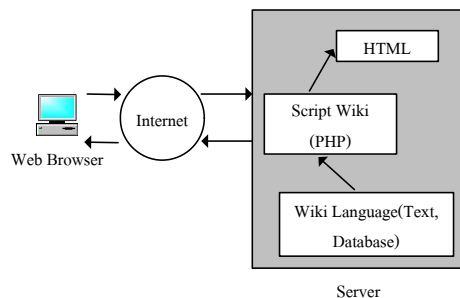 HTML
Script Wiki
(PHP)
Internet
Web Browser
Wiki Language(Text,
Database)
Server